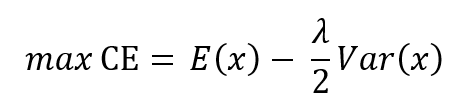 max CE = E(x) − λ/2 Var(x)